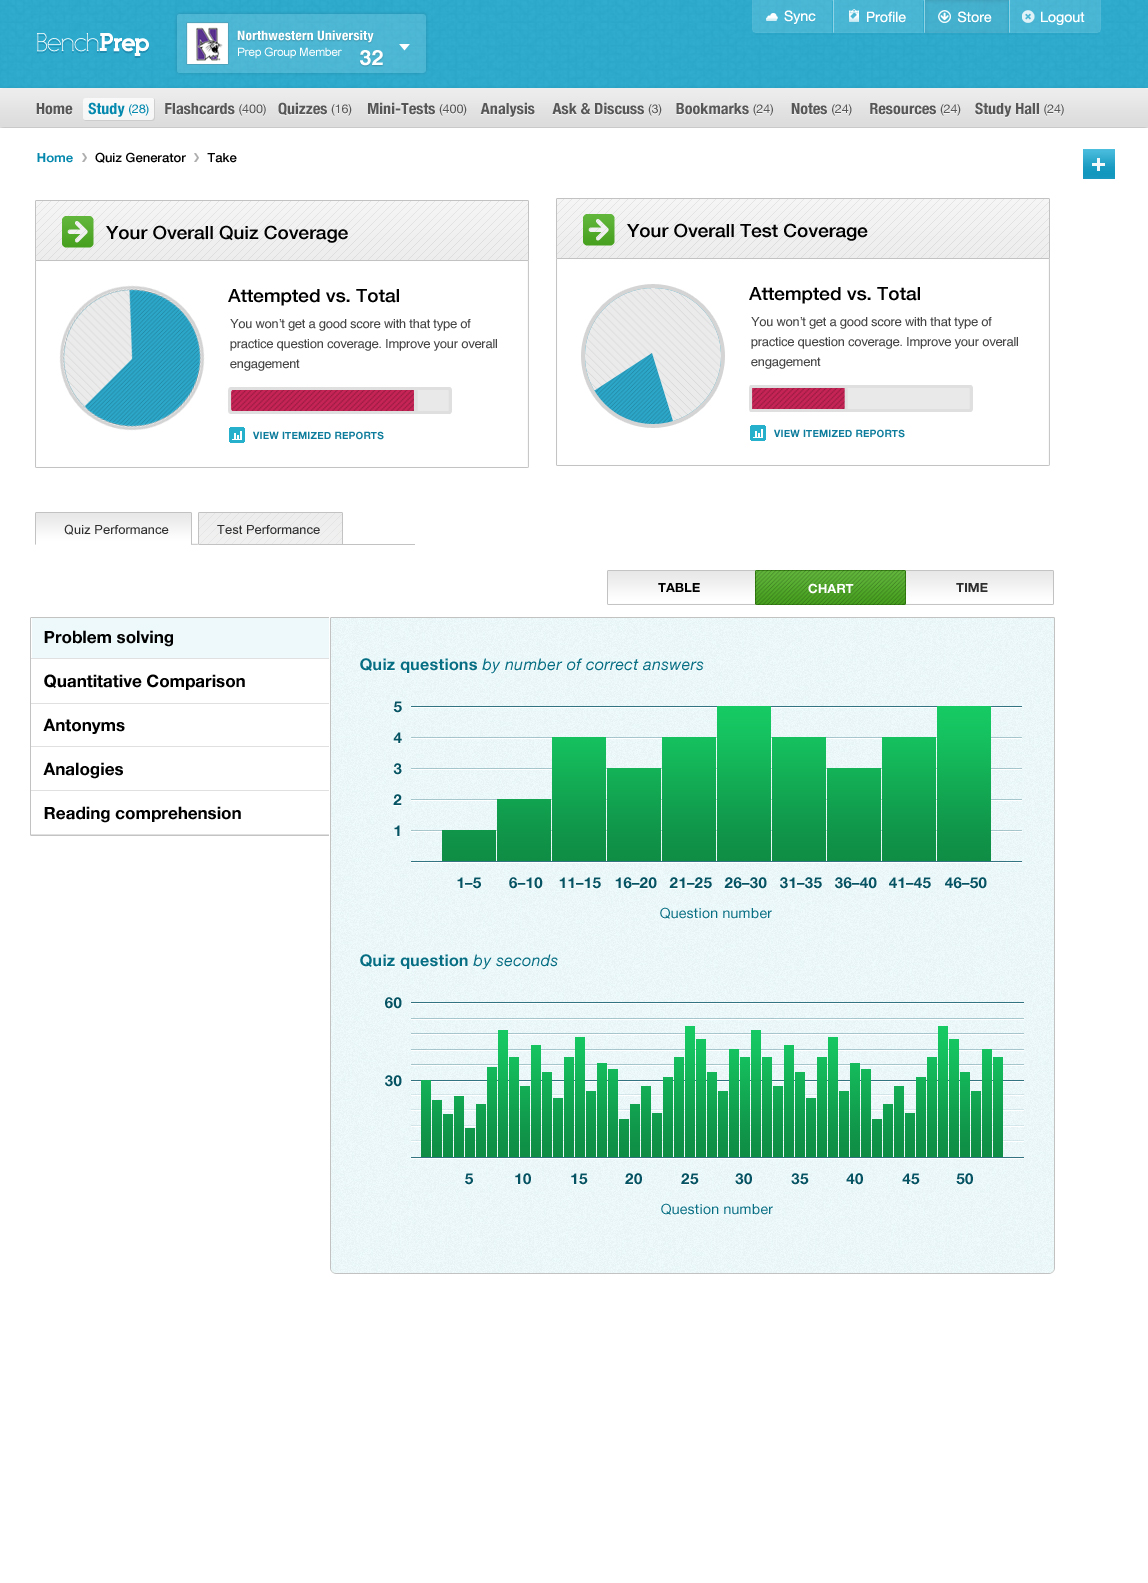 BenchPrep
Northwestern University
Prep Group Member 32
Sync Profile Store Logout
Home Study (28) Flashcards (400) Quizzes (16) Mini-Tests (400) Analysis Ask & Discuss (3) Bookmarks (24) Notes (24) Resources (24) Study Hall (24)
Home › Quiz Generator › Take
+
Your Overall Quiz Coverage
Attempted vs. Total
You won't get a good score with that type of
practice question coverage. Improve your overall
engagement
VIEW ITEMIZED REPORTS
Your Overall Test Coverage
Attempted vs. Total
You won't get a good score with that type of
practice question coverage. Improve your overall
engagement
VIEW ITEMIZED REPORTS
Quiz Performance Test Performance
TABLE CHART TIME
Problem solving
Quantitative Comparison
Antonyms
Analogies
Reading comprehension
Quiz questions by number of correct answers
5
4
3
2
1
1–5 6–10 11–15 16–20 21–25 26–30 31–35 36–40 41–45 46–50
Question number
Quiz question by seconds
60
30
5 10 15 20 25 30 35 40 45 50
Question number